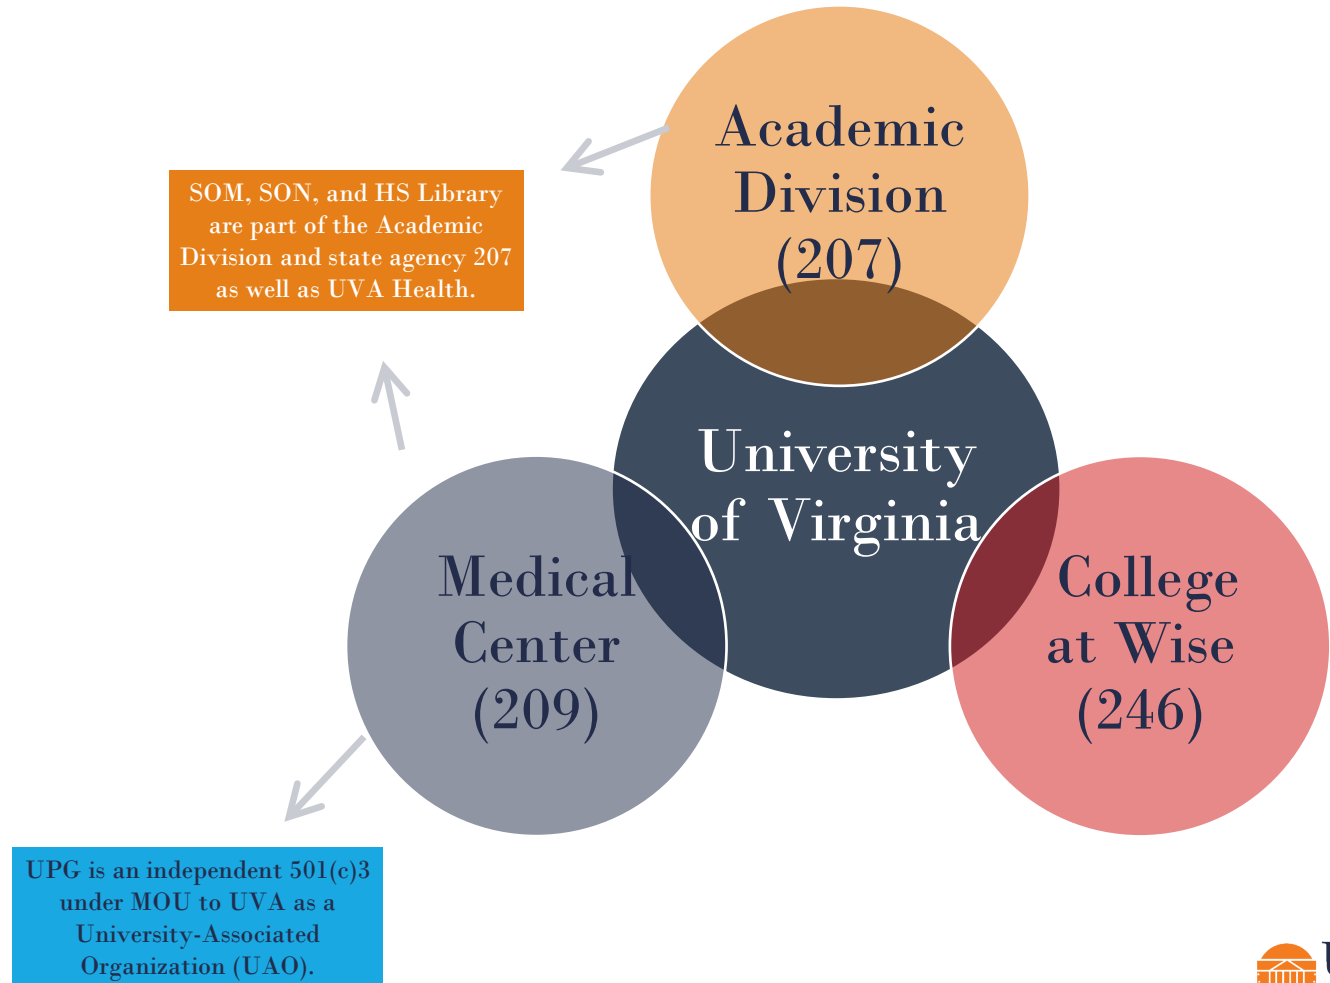 Academic
Division
(207)
SOM, SON, and HS Library
are part of the Academic
Division and state agency 207
as well as UVA Health.
University
of Virginia
Medical
Center
(209)
College
at Wise
(246)
UPG is an independent 501(c)3
under MOU to UVA as a
University-Associated
Organization (UAO).